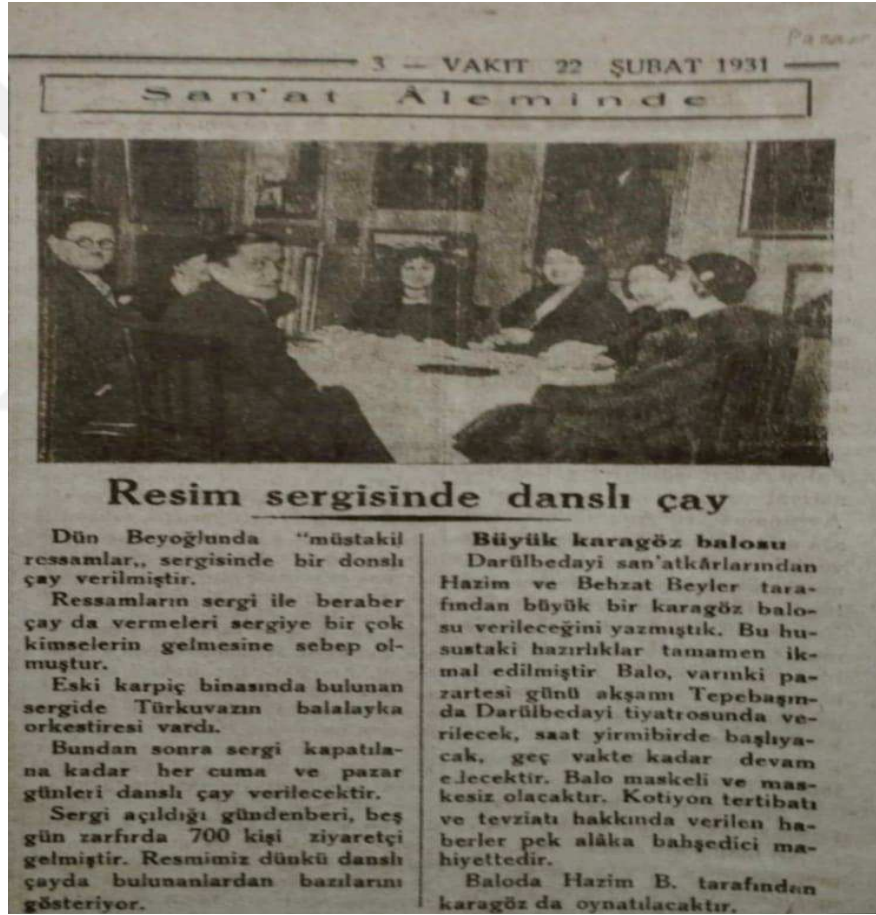 3 — VAKIT 22 ŞUBAT 1931
San'at Âleminde
Resim sergisinde danslı çay
Dün Beyoğlunda "müstakil
ressamlar,, sergisinde bir donslı
çay verilmiştir.
Ressamların sergi ile beraber
çay da vermeleri sergiye bir çok
kimselerin gelmesine sebep ol-
muştur.
Eski karpiç binasında bulunan
sergide Türkuvazın balalayka
orkestiresi vardı.
Bundan sonra sergi kapatıla-
na kadar her cuma ve pazar
günleri danslı çay verilecektir.
Sergi açıldığı gündenberi, beş
gün zarfırda 700 kişi ziyaretçi
gelmiştir. Resmimiz dünkü danslı
çayda bulunanlardan bazılarını
gösteriyor.
Büyük karagöz balosu
Darülbedayi san'atkârlarından
Hazim ve Behzat Beyler tara-
fından büyük bir karagöz balo-
su verileceğini yazmıştık. Bu hu-
sustaki hazırlıklar tamamen ik-
mal edilmiştir Balo, varınki pa-
zartesi günü akşamı Tepebaşın-
da Darülbedayi tiyatrosunda ve-
rilecek, saat yirmibirde başlıya-
cak, geç vakte kadar devam
edecektir. Balo maskeli ve mas-
kesiz olacaktır. Kotiyon tertibatı
ve tevziatı hakkında verilen ha-
berler pek alâka bahşedici ma-
hiyettedir.
Baloda Hazim B. tarafından
karagöz da oynatılacaktır.